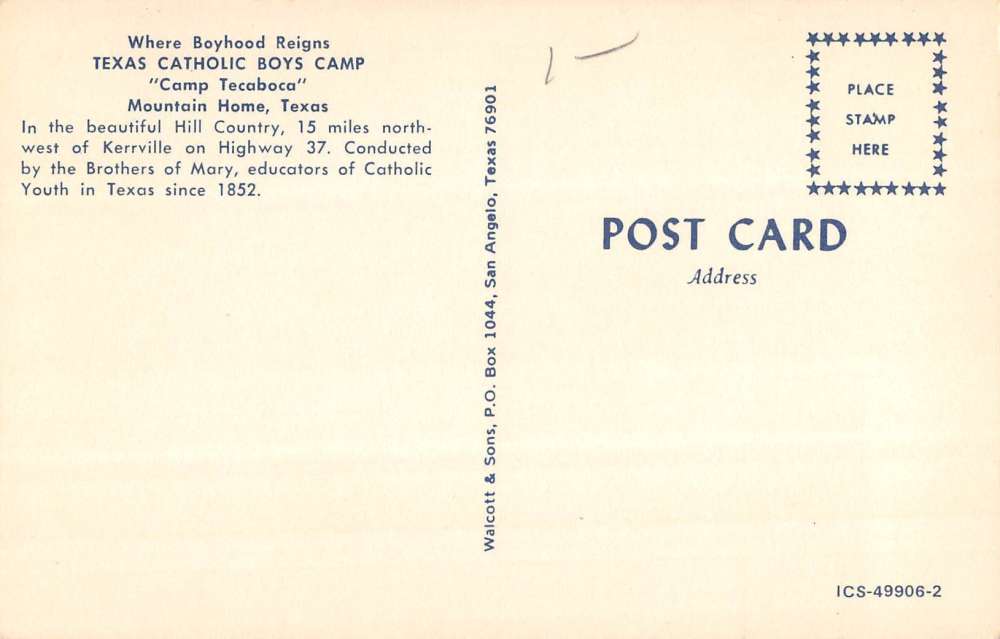 Where Boyhood Reigns
TEXAS CATHOLIC BOYS CAMP
"Camp Tecaboca"
Mountain Home, Texas
In the beautiful Hill Country, 15 miles north-
west of Kerrville on Highway 37. Conducted
by the Brothers of Mary, educators of Catholic
Youth in Texas since 1852.
Walcott & Sons, P.O. Box 1044, San Angelo, Texas 76901
1 —
PLACE
STAMP
HERE
POST CARD
Address
ICS-49906-2